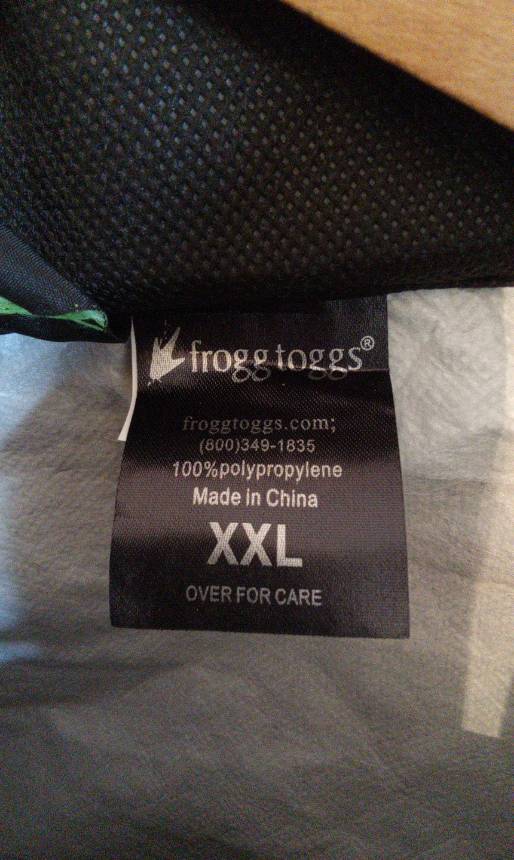 frogg toggs®
froggtoggs.com;
(800)349-1835
100%polypropylene
Made in China
XXL
OVER FOR CARE